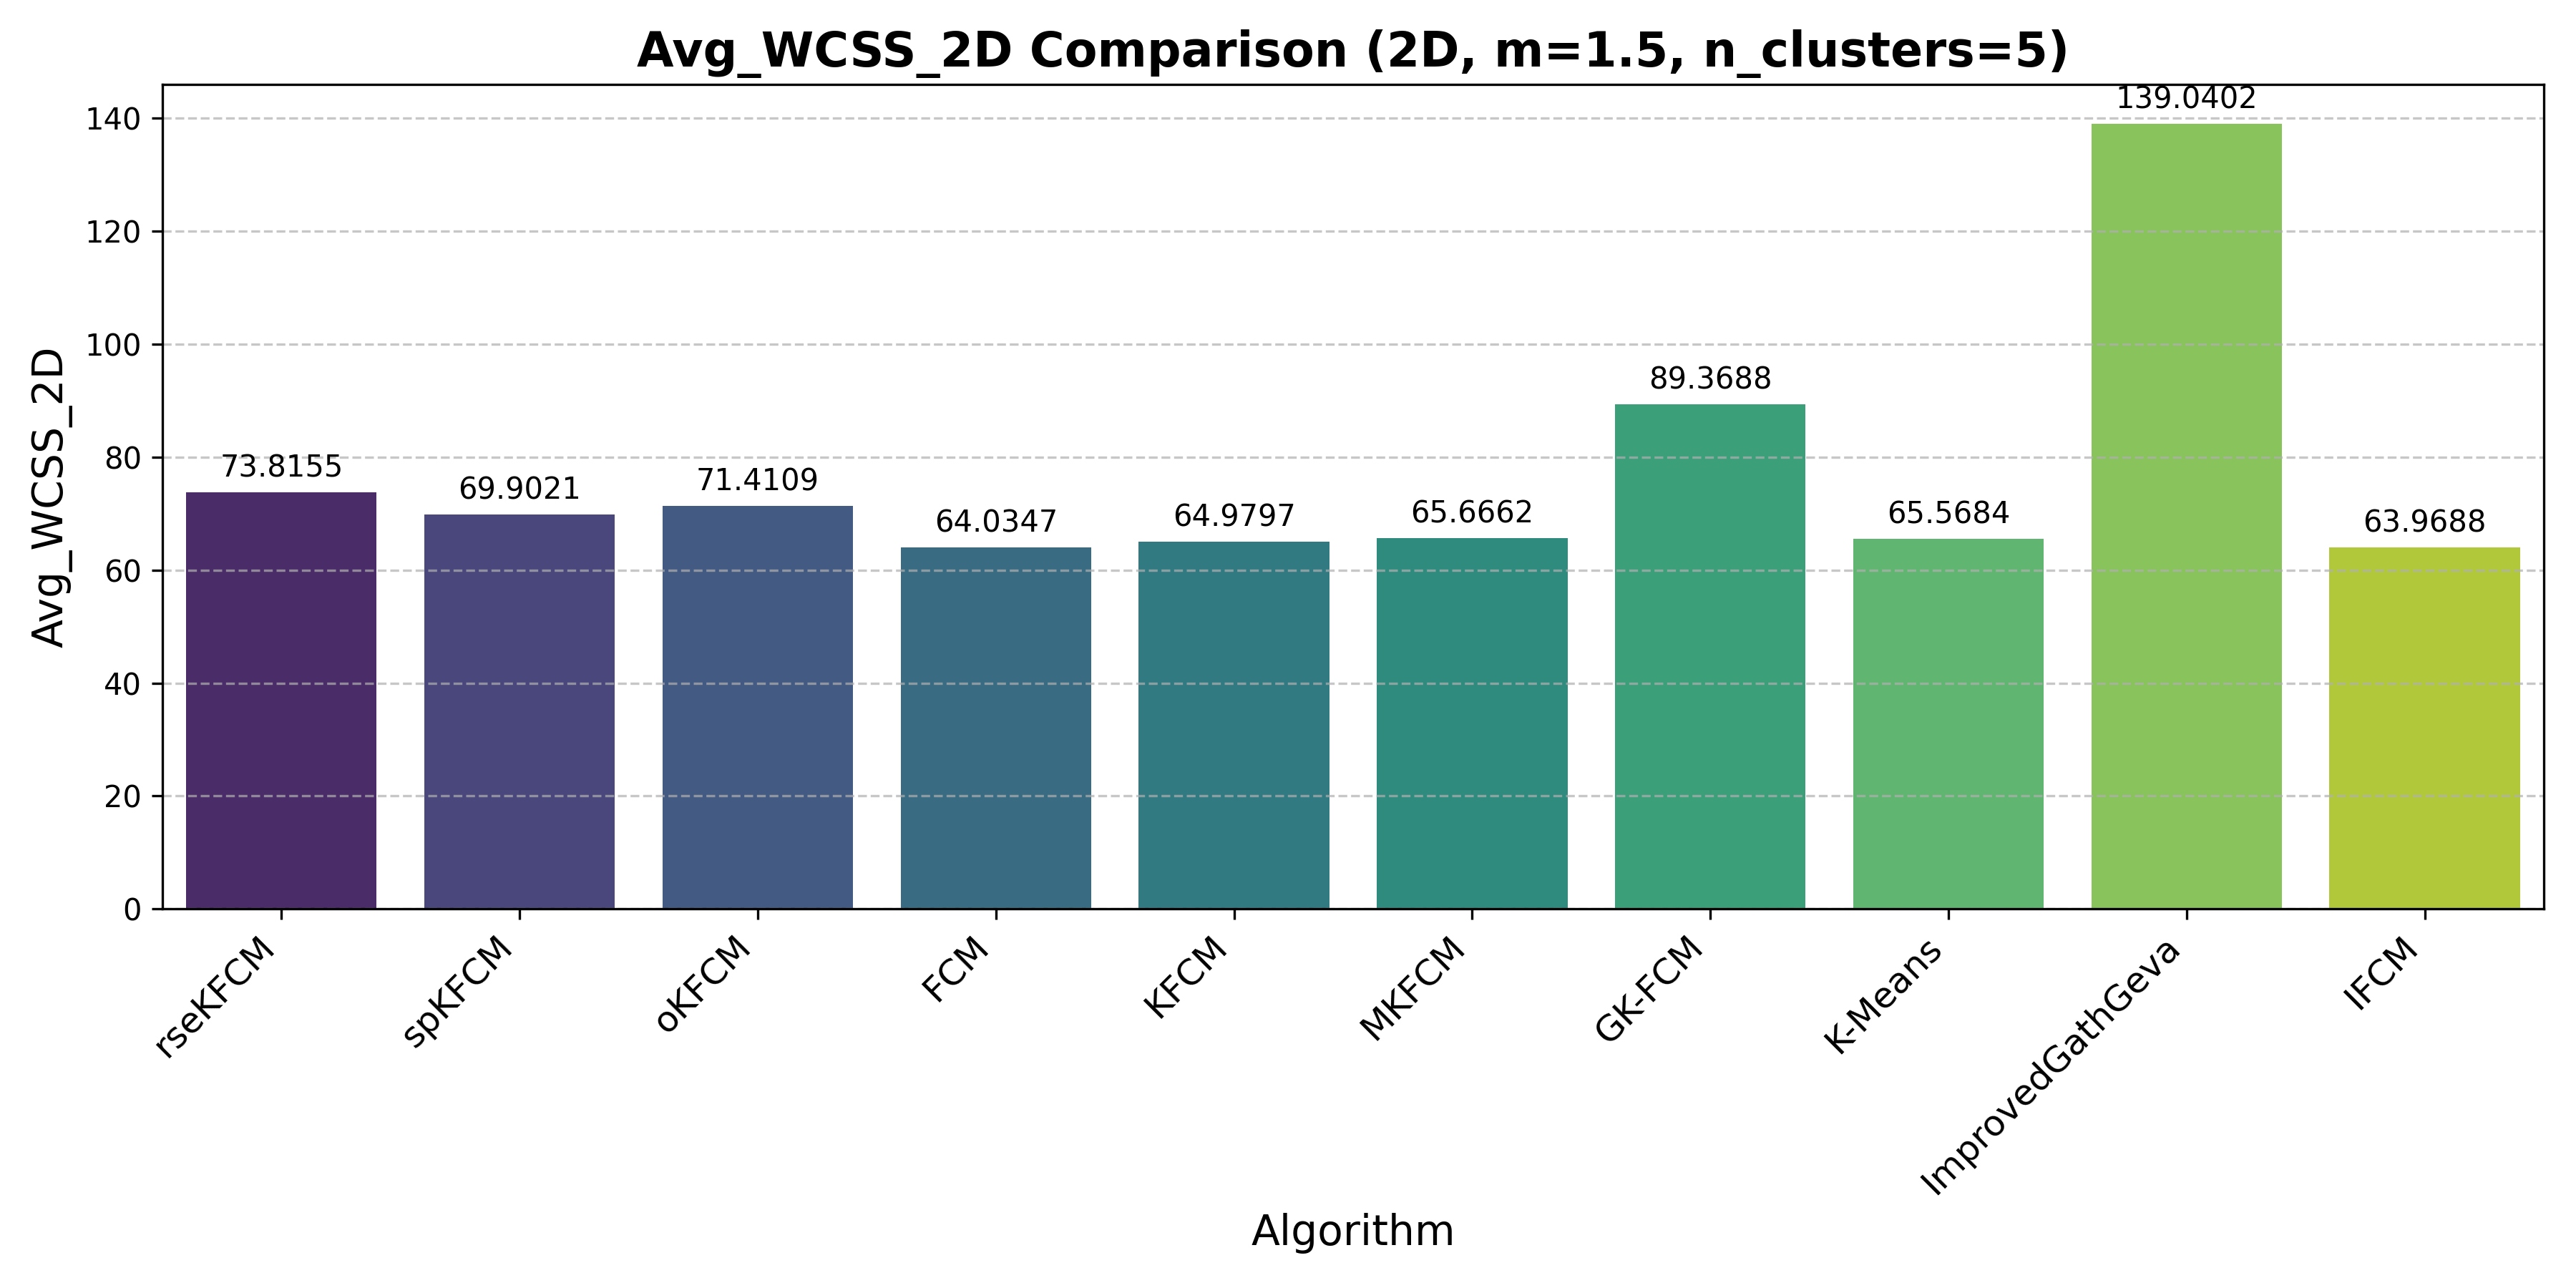 Avg_WCSS_2D Comparison (2D, m=1.5, n_clusters=5)
Avg_WCSS_2D
140
120
100
80
60
40
20
0
73.8155
69.9021
71.4109
64.0347
64.9797
65.6662
89.3688
65.5684
139.0402
63.9688
rseKFCM
spKFCM
oKFCM
FCM
KFCM
MKFCM
GK-FCM
K-Means
ImprovedGathGeva
IFCM
Algorithm